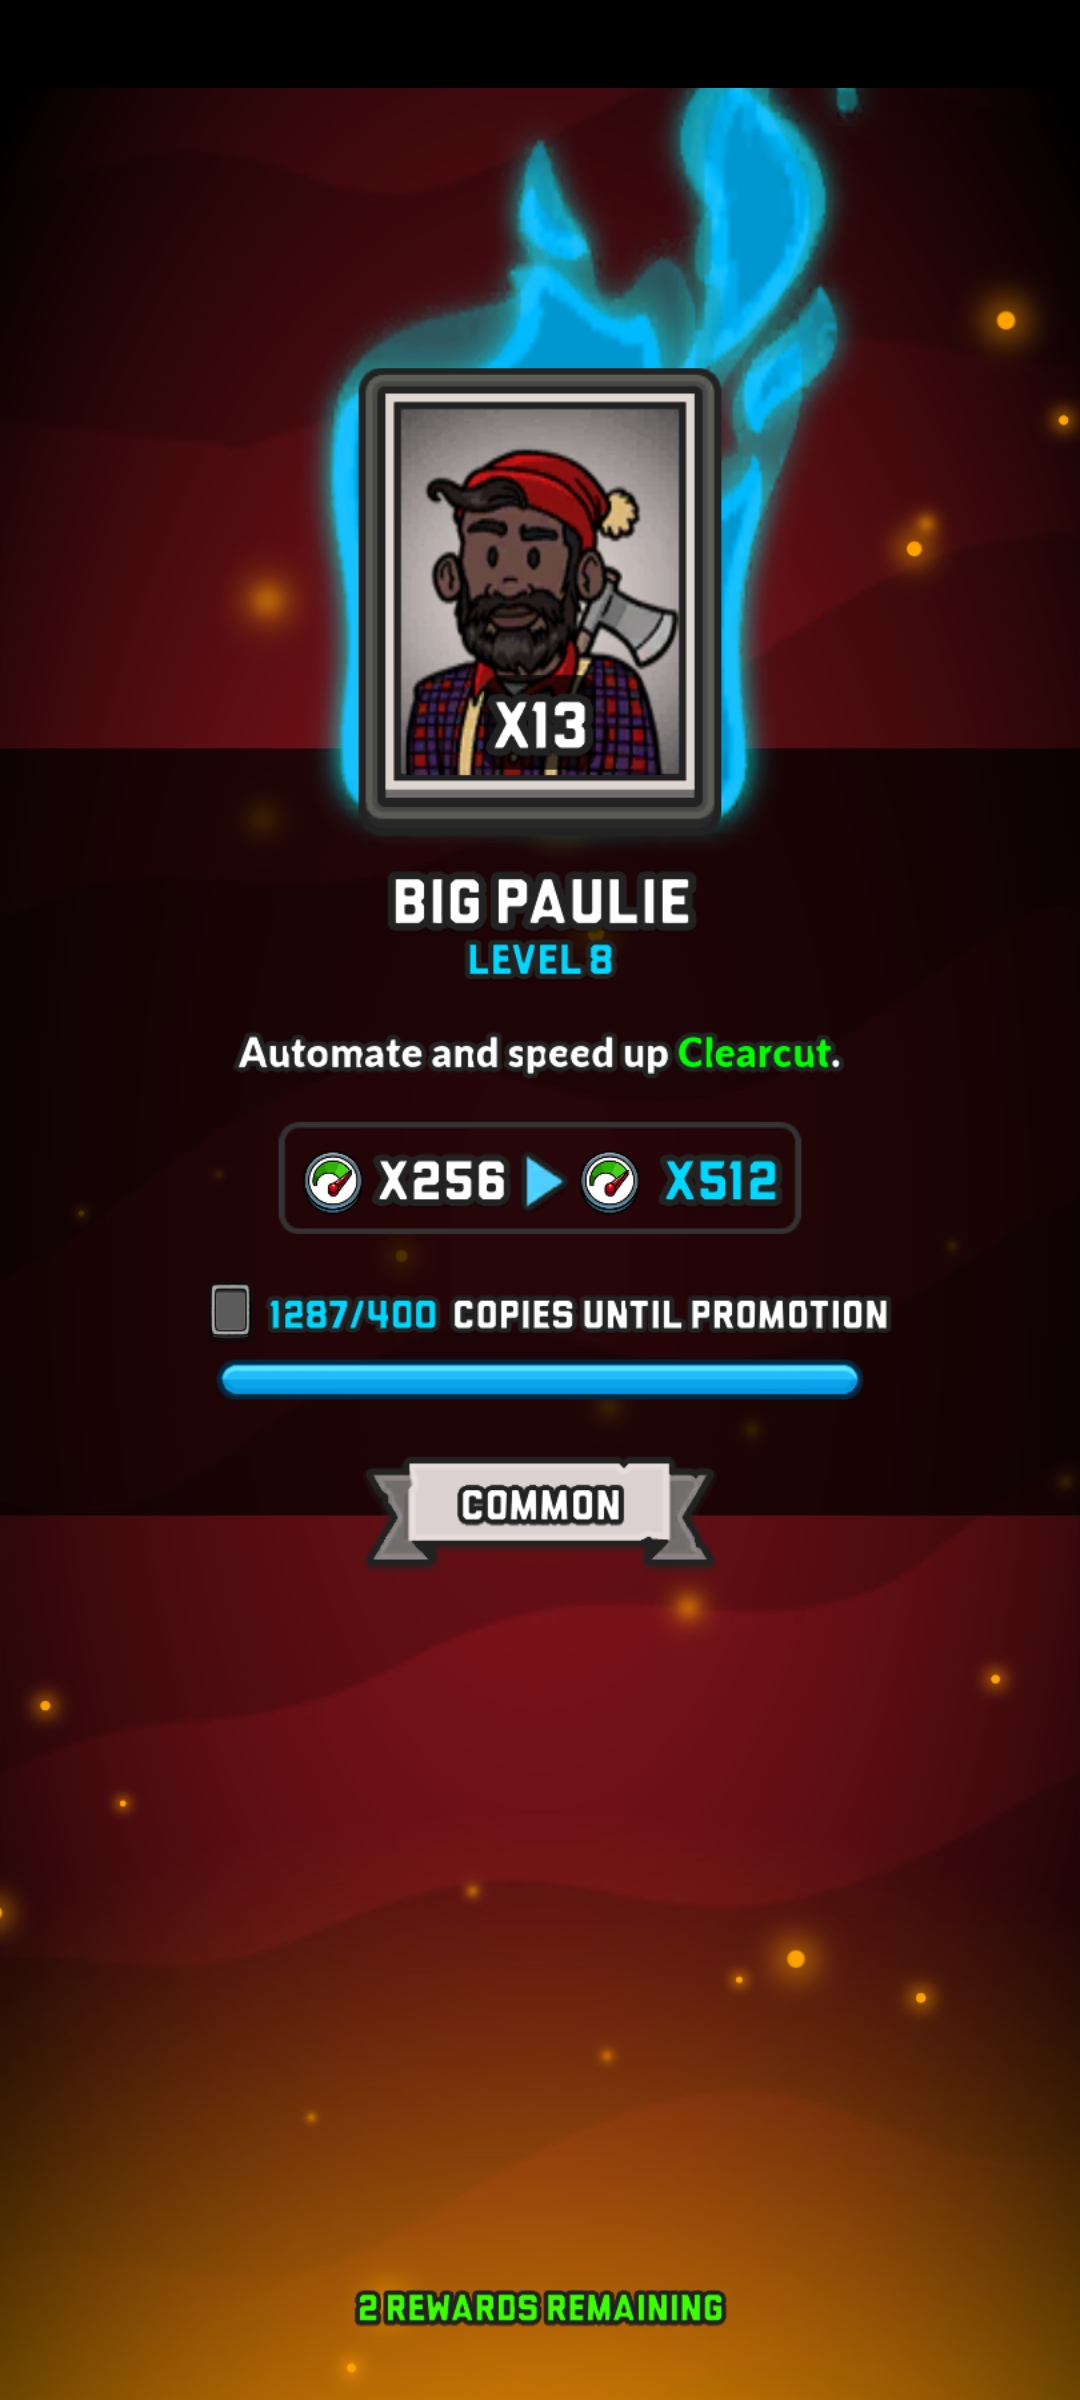 X13
BIG PAULIE
LEVEL 8
Automate and speed up Clearcut.
X256 X512
1287/400 COPIES UNTIL PROMOTION
COMMON
2 REWARDS REMAINING